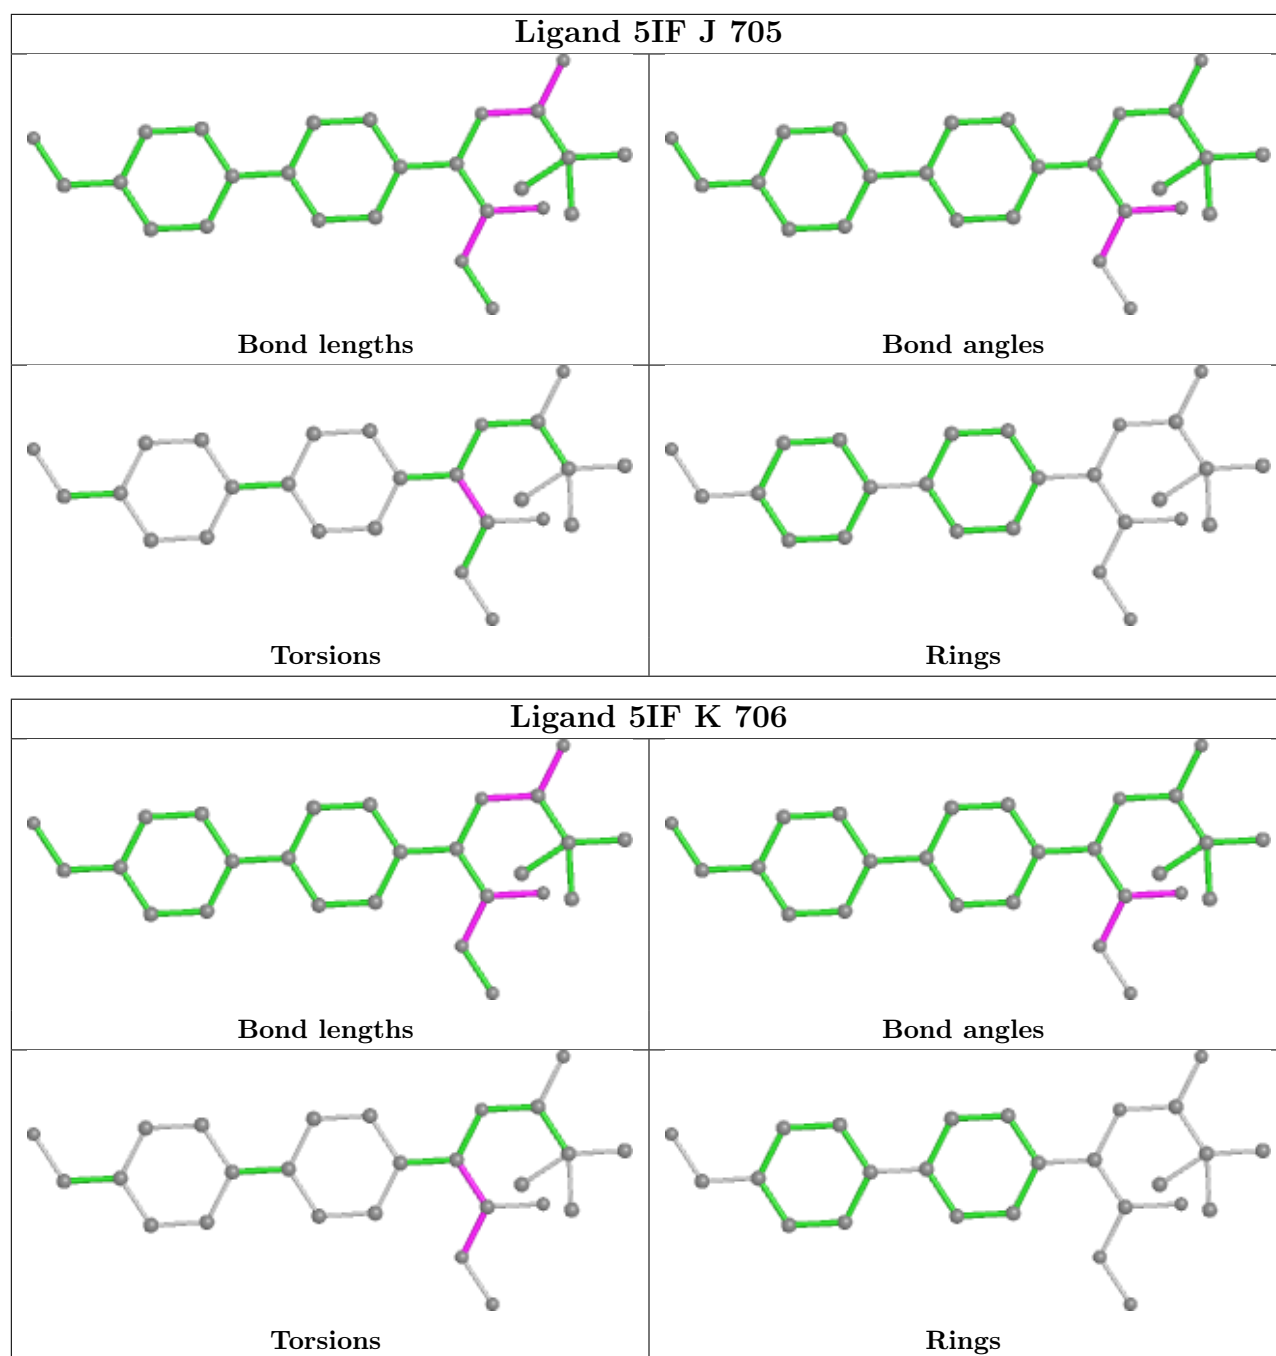 Ligand 5IF J 705
Bond lengths
Bond angles
Torsions
Rings
Ligand 5IF K 706
Bond lengths
Bond angles
Torsions
Rings